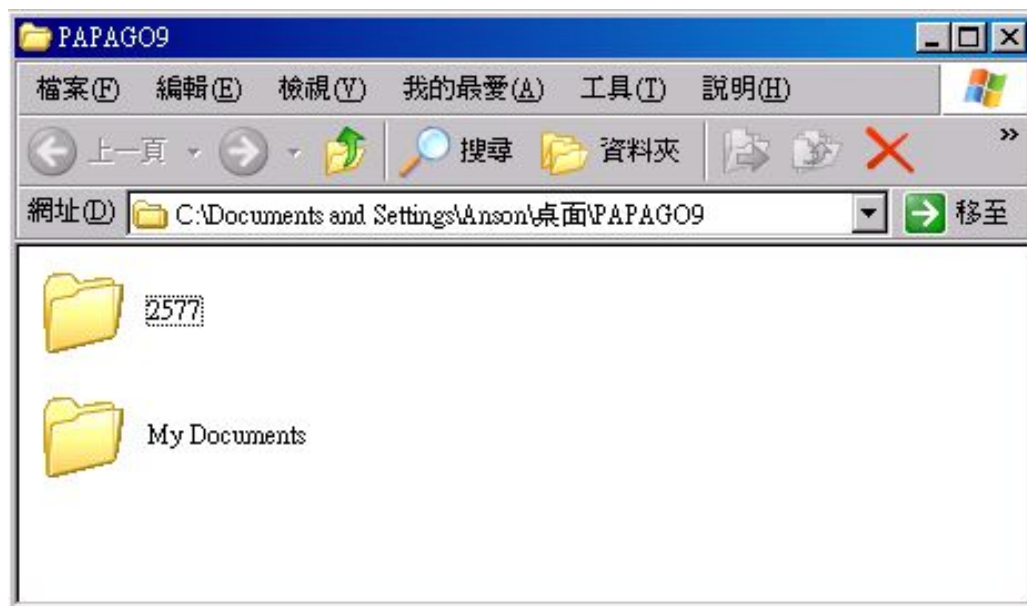 PAPAGO9
檔案(F) 編輯(E) 檢視(V) 我的最愛(A) 工具(T) 說明(H)
上一頁 搜尋 資料夾 »
網址(D) C:\Documents and Settings\Anson\桌面\PAPAGO9 移至
2577
My Documents